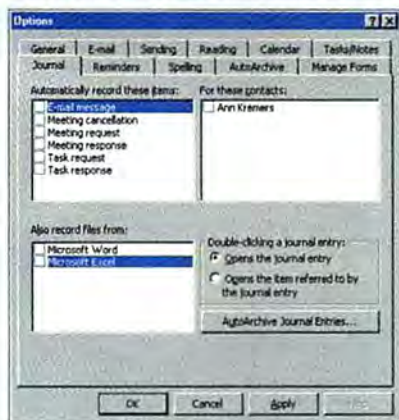 Options
General E-mail Sending Reading Calendar Tasks/Notes
Journal Reminders Spelling AutoArchive Manage Forms
Automatically record these items:
E-mail message
Meeting cancellation
Meeting request
Meeting response
Task request
Task response
For these contacts:
Ann Kremers
Also record files from:
Microsoft Word
Microsoft Excel
Double-clicking a journal entry:
Opens the journal entry
Opens the item referred to by
the journal entry
AutoArchive Journal Entries...
OK Cancel Apply